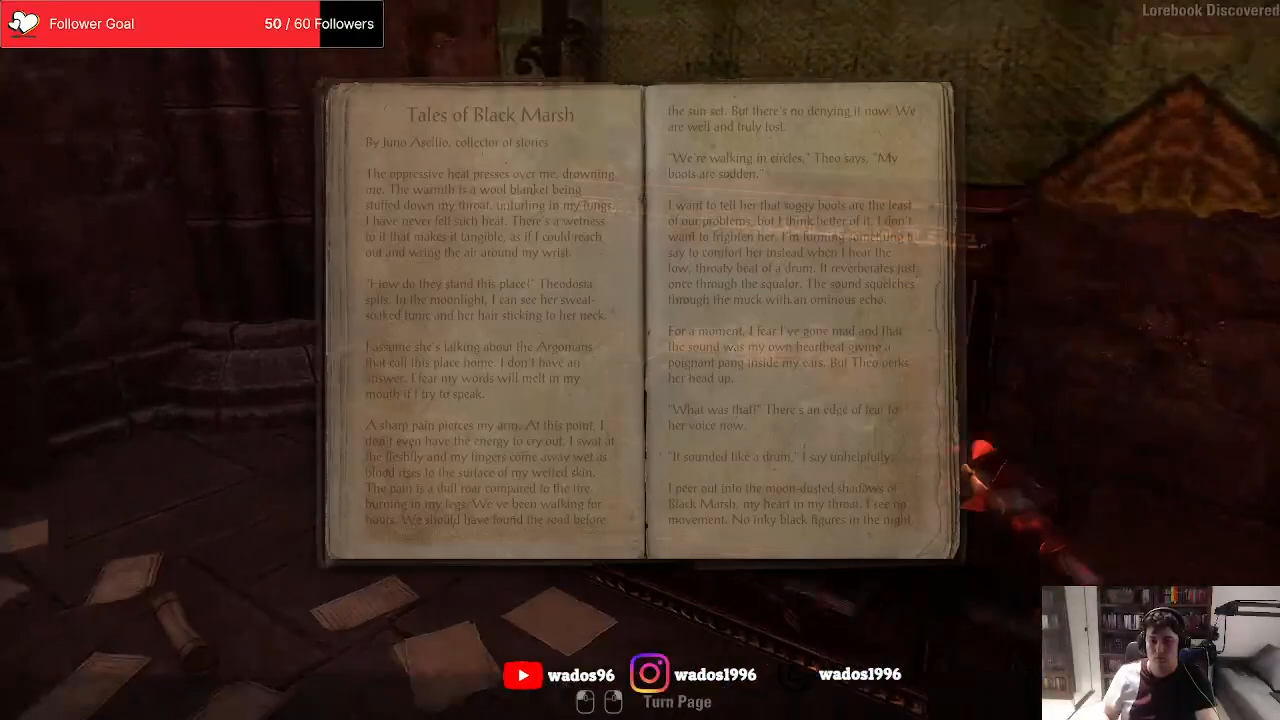 Follower Goal
50 / 60 Followers
Lorebook Discovered
Tales of Black Marsh
By Juno Asellio, collector of stories
The oppressive heat presses over me, drowning
me. The warmth is a wool blanket being
stuffed down my throat, unfurling in my lungs.
I have never felt such heat. There's a wetness
to it that makes it tangible, as if I could reach
out and wring the air around my wrist.
"How do they stand this place?" Theodosia
spits. In the moonlight, I can see her sweat-
soaked tunic and her hair sticking to her neck.
I assume she's talking about the Argonians
that call this place home. I don't have an
answer. I fear my words will melt in my
mouth if I try to speak.
A sharp pain pierces my arm. At this point, I
don't even have the energy to cry out. I swat at
the fleshfly and my fingers come away wet as
blood rises to the surface of my welted skin.
The pain is a dull roar compared to the fire
burning in my legs. We've been walking for
hours. We should have found the road before
the sun set. But there's no denying it now. We
are well and truly lost.
"We're walking in circles," Theo says. "My
boots are sodden."
I want to tell her that soggy boots are the least
of our problems, but I think better of it. I don't
want to frighten her. I'm forming something t
say to comfort her instead when I hear the
low, throaty beat of a drum. It reverberates just
once through the squalor. The sound squelches
through the muck with an ominous echo.
For a moment, I fear I've gone mad and that
the sound was my own heartbeat giving a
poignant pang inside my ears. But Theo perks
her head up.
"What was that?" There's an edge of fear to
her voice now.
"It sounded like a drum," I say unhelpfully.
I peer out into the moon-dusted shadows of
Black Marsh, my heart in my throat. I see no
movement. No inky black figures in the night
wados96
wados1996
wados1996
Turn Page